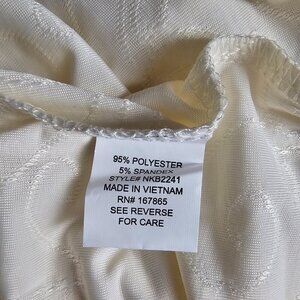 95% POLYESTER
5% SPANDEX
STYLE# NKB2241
MADE IN VIETNAM
RN# 167865
SEE REVERSE
FOR CARE